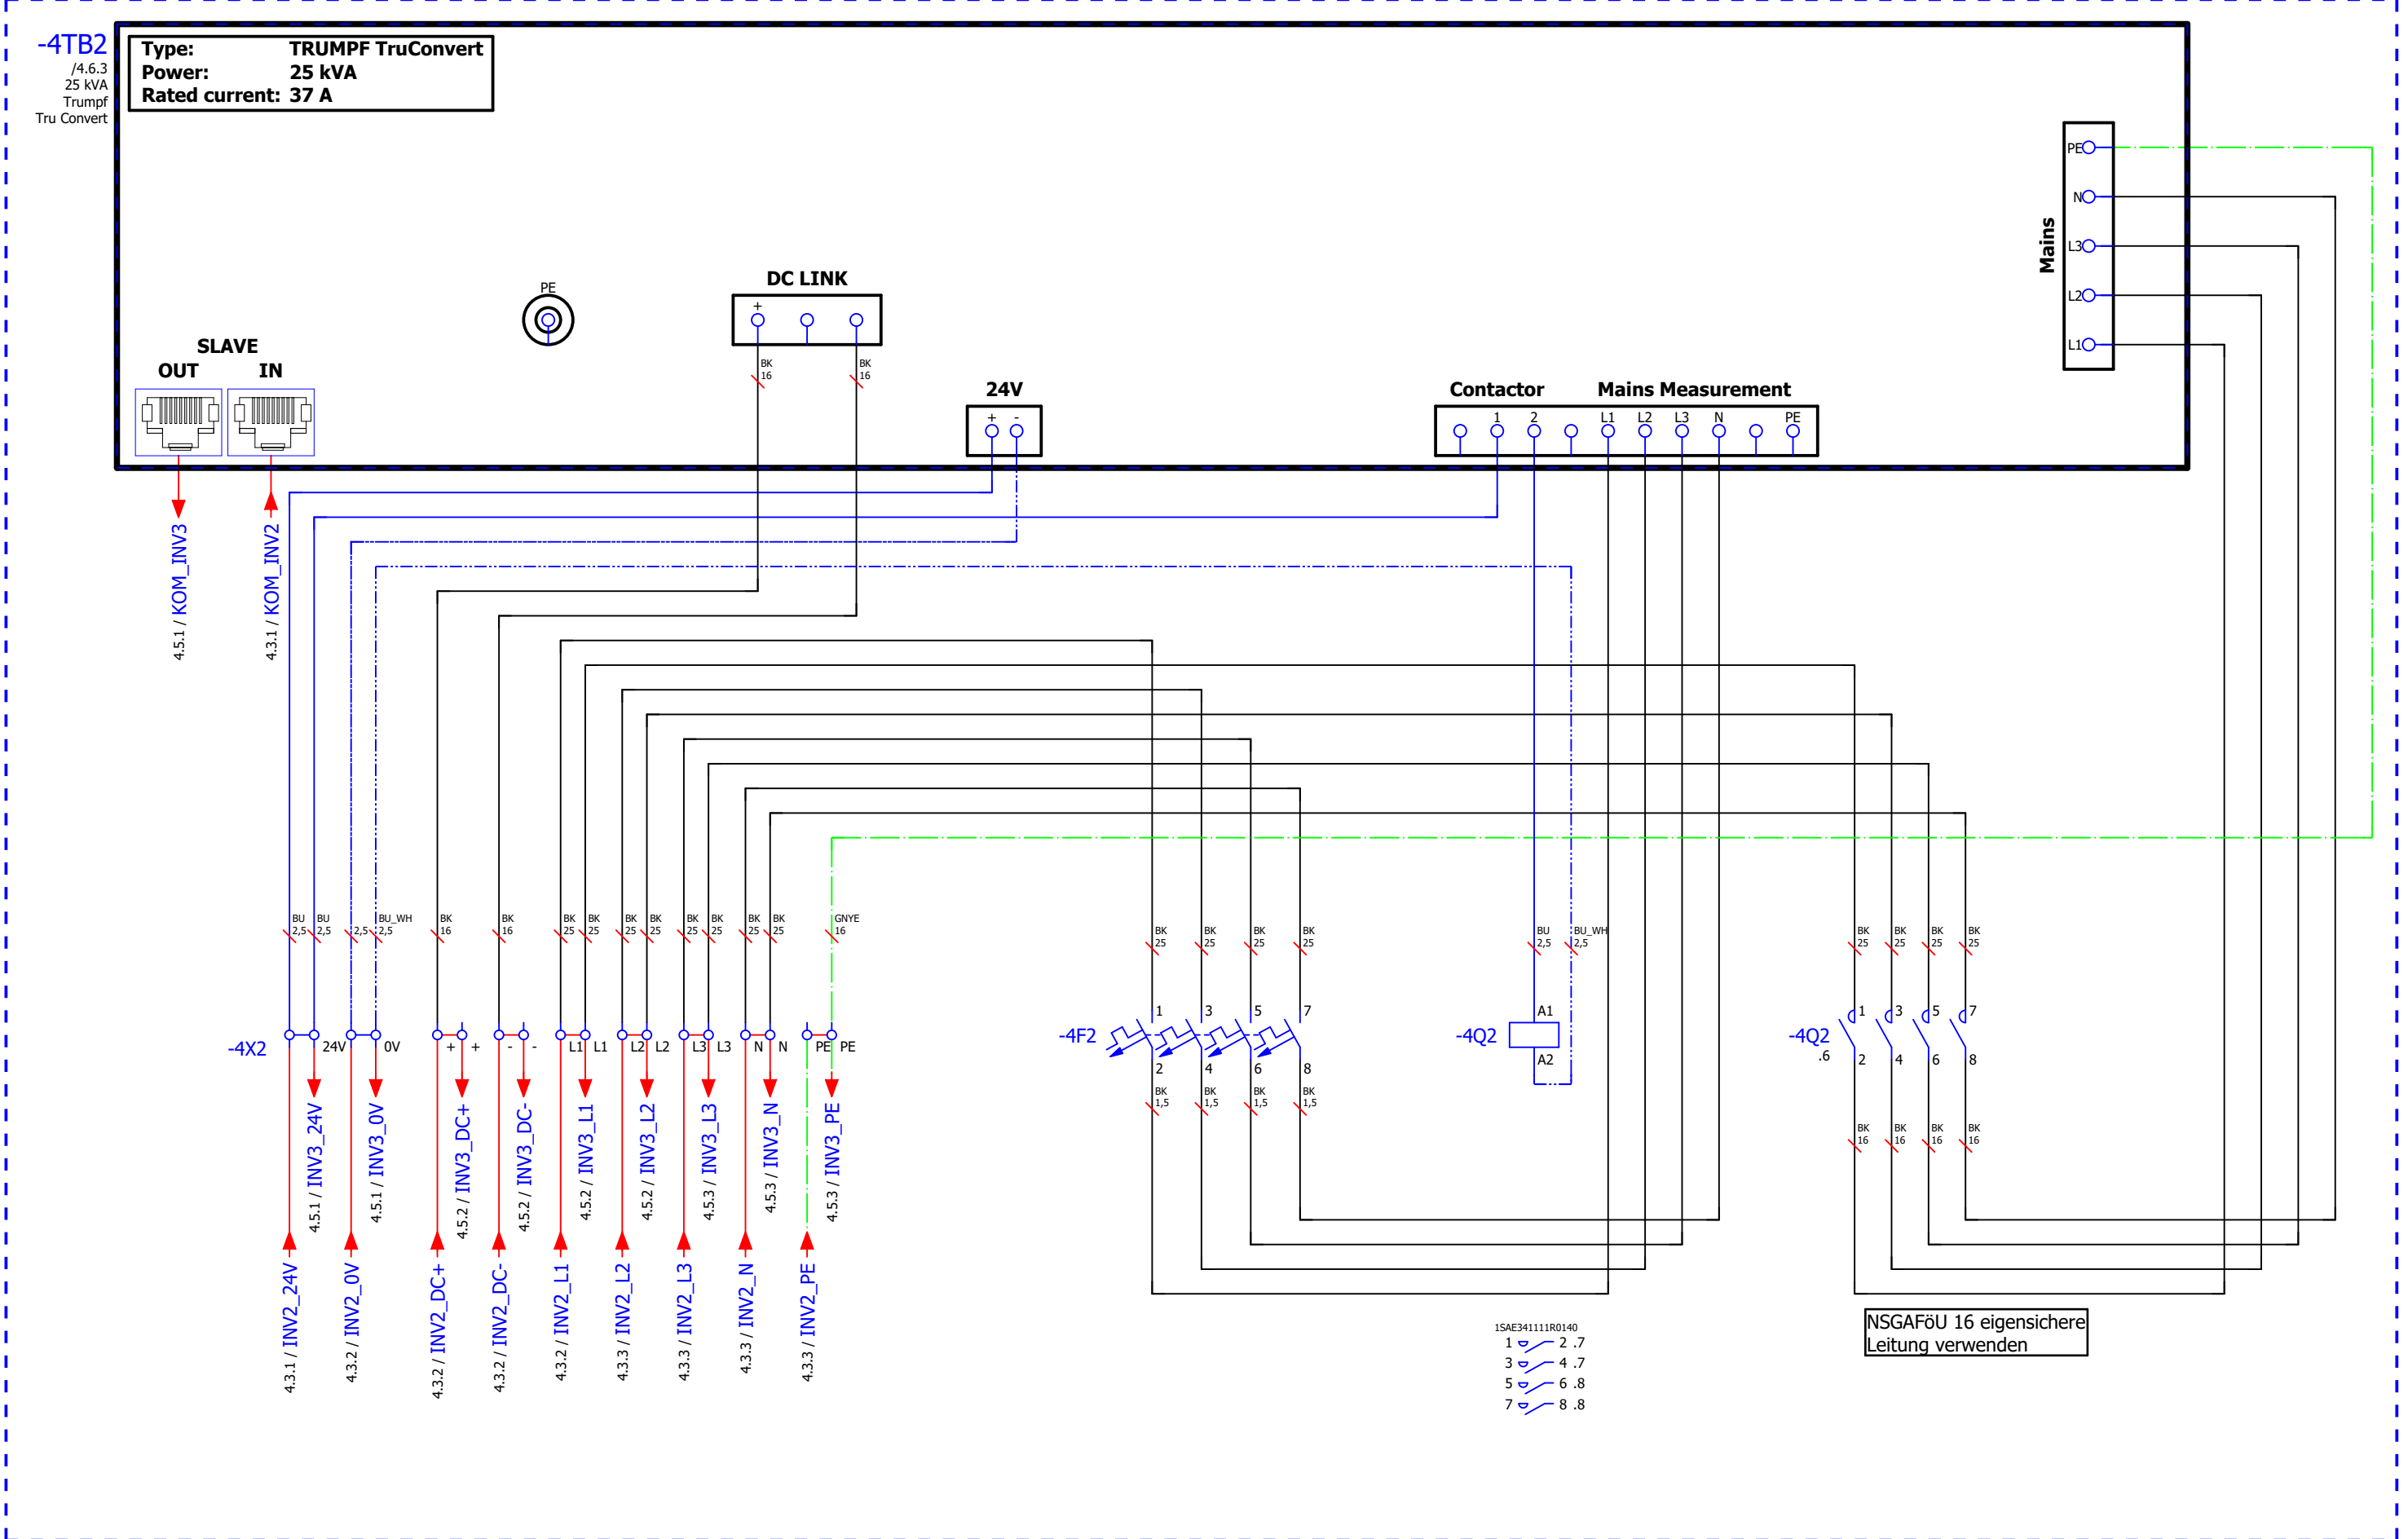 -4TB2
/4.6.3
25 kVA
Trumpf
Tru Convert
Type: TRUMPF TruConvert
Power: 25 kVA
Rated current: 37 A
PE
N
L3
L2
L1
Mains
PE
DC LINK
+
SLAVE
OUT IN
BK
16
BK
16
24V
+ -
Contactor Mains Measurement
1 2 L1 L2 L3 N PE
4.5.1 / KOM_INV3
4.3.1 / KOM_INV2
BU
2,5
BU
2,5
2,5
BU_WH
2,5
BK
16
BK
16
BK
25
BK
25
BK
25
BK
25
BK
25
BK
25
BK
25
BK
25
GNYE
16
BK
25
BK
25
BK
25
BK
25
BU
2,5
BU_WH
2,5
BK
25
BK
25
BK
25
BK
25
-4X2
24V 0V + + - - L1 L1 L2 L2 L3 L3 N N PE PE
-4F2
1 3 5 7
2 4 6 8
BK
1,5
BK
1,5
BK
1,5
BK
1,5
-4Q2
A1
A2
-4Q2
.6
1 3 5 7
2 4 6 8
BK
16
BK
16
BK
16
BK
16
4.5.1 / INV3_24V
4.5.1 / INV3_0V
4.5.2 / INV3_DC+
4.5.2 / INV3_DC-
4.5.2 / INV3_L1
4.5.2 / INV3_L2
4.5.3 / INV3_L3
4.5.3 / INV3_N
4.5.3 / INV3_PE
4.3.1 / INV2_24V
4.3.2 / INV2_0V
4.3.2 / INV2_DC+
4.3.2 / INV2_DC-
4.3.2 / INV2_L1
4.3.3 / INV2_L2
4.3.3 / INV2_L3
4.3.3 / INV2_N
4.3.3 / INV2_PE
NSGAFöU 16 eigensichere
Leitung verwenden
1SAE341111R0140
1 2 .7
3 4 .7
5 6 .8
7 8 .8